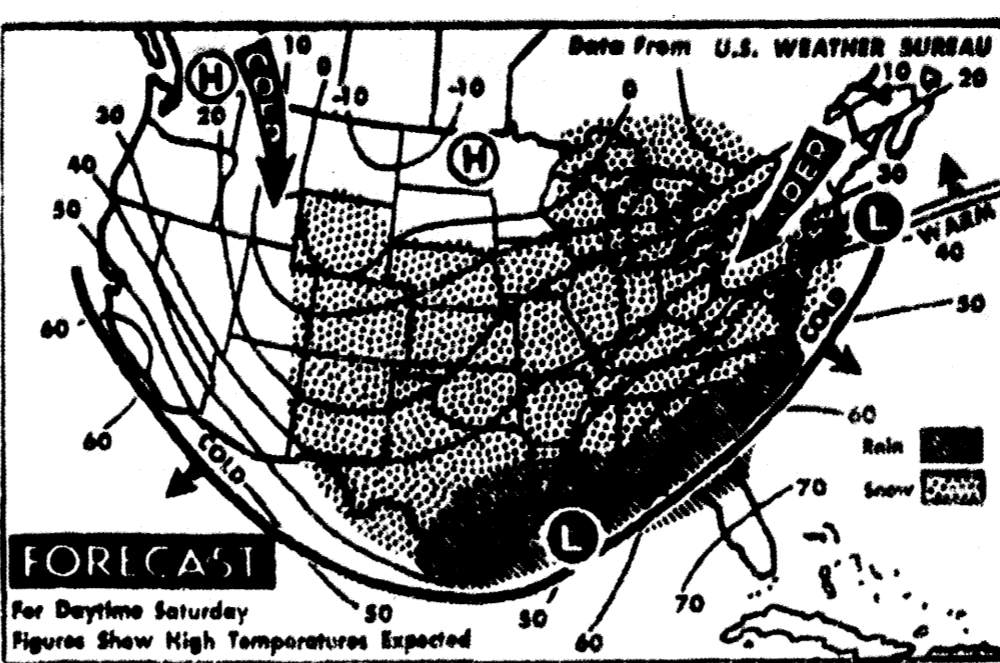 Data From U.S. WEATHER BUREAU
10
0
-10
-10
0
10
20
H
COLD
H
30
20
40
50
30
L
WARM
40
50
COLD
60
60
60
COLD
Rain
70
Snow
L
FORECAST
For Daytime Saturday
Figures Show High Temperatures Expected
50
50
60
70